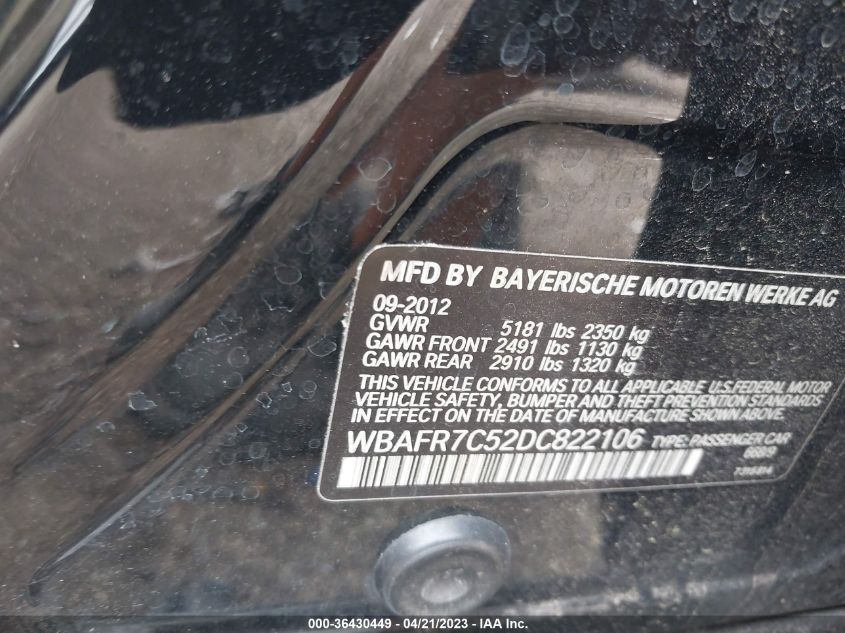 MFD BY BAYERISCHE MOTOREN WERKE AG
09-2012
GVWR 5181 lbs 2350 kg
GAWR FRONT 2491 lbs 1130 kg
GAWR REAR 2910 lbs 1320 kg
THIS VEHICLE CONFORMS TO ALL APPLICABLE U.S.FEDERAL MOTOR
VEHICLE SAFETY, BUMPER AND THEFT PREVENTION STANDARDS
IN EFFECT ON THE DATE OF MANUFACTURE SHOWN ABOVE.
WBAFR7C52DC822106 TYPE: PASSENGER CAR
000-36430449 - 04/21/2023 - IAA Inc.